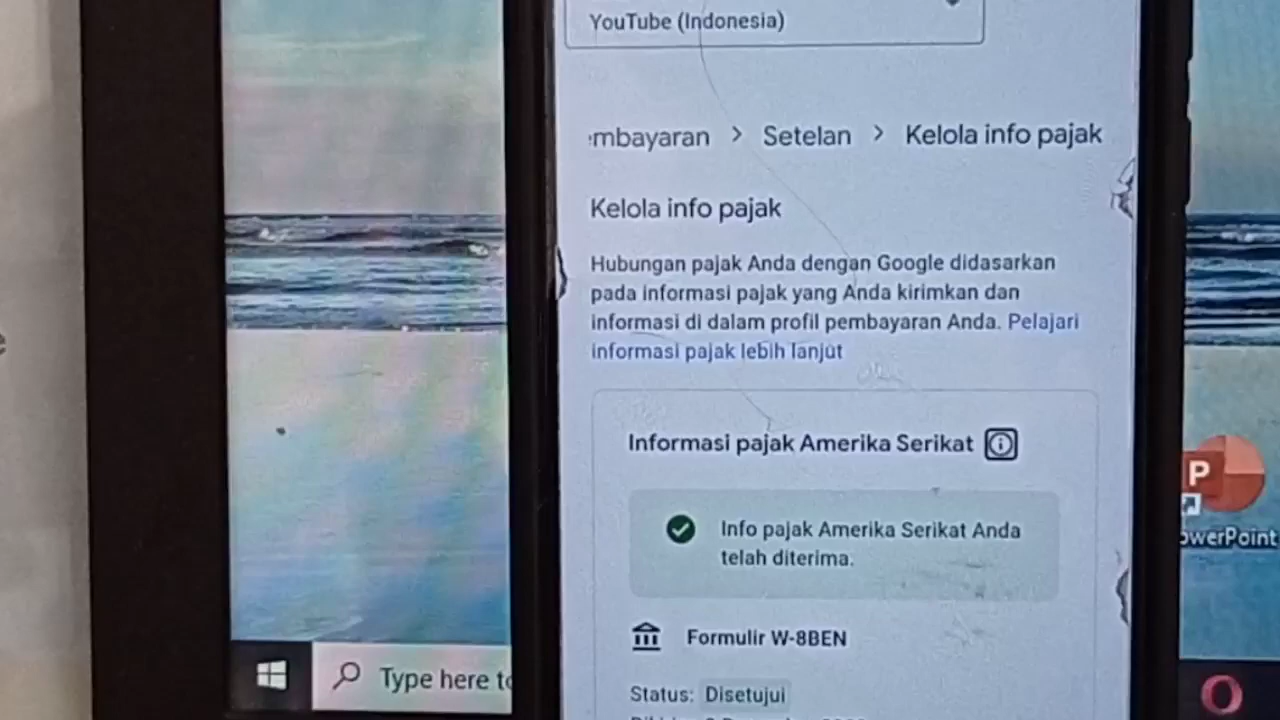 YouTube (Indonesia)
mbayaran > Setelan > Kelola info pajak
Kelola info pajak
Hubungan pajak Anda dengan Google didasarkan
pada informasi pajak yang Anda kirimkan dan
informasi di dalam profil pembayaran Anda. Pelajari
informasi pajak lebih lanjut
Informasi pajak Amerika Serikat
Info pajak Amerika Serikat Anda
telah diterima.
Formulir W-8BEN
Status: Disetujui
Type here to
P
owerPoint